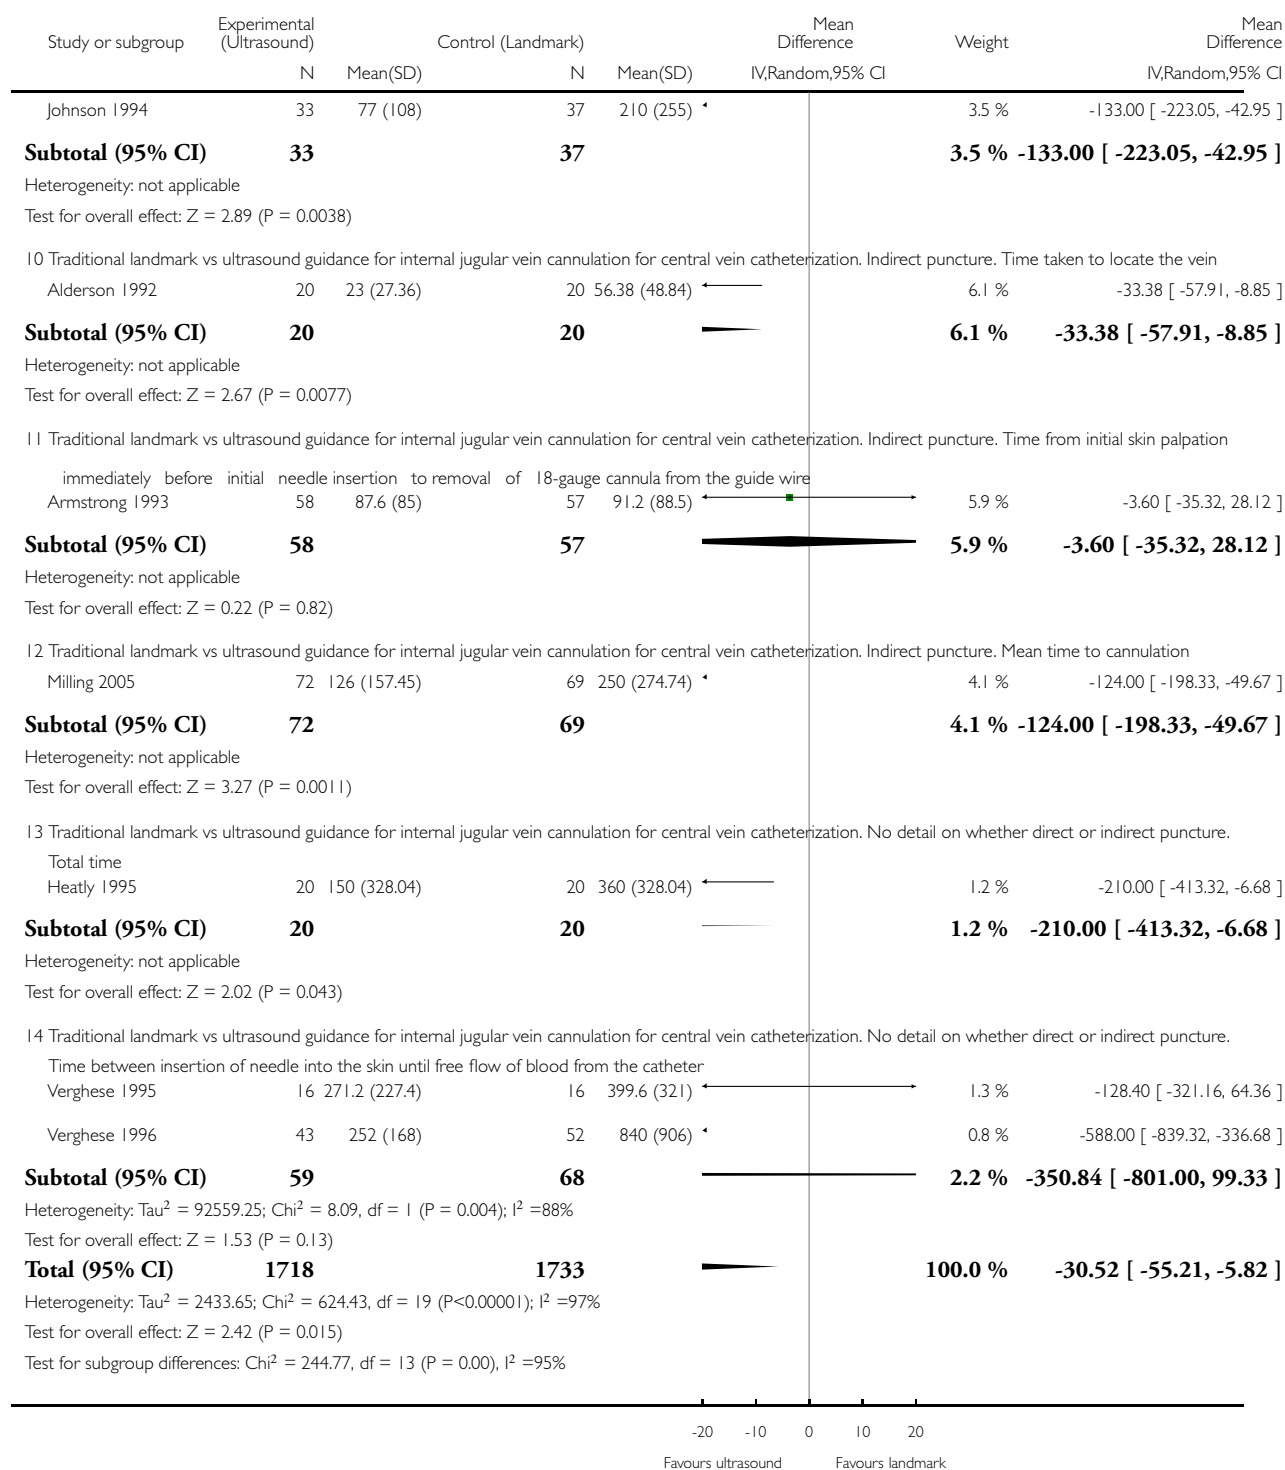 Study or subgroup Experimental (Ultrasound) Control (Landmark) Mean Difference Weight Mean Difference
N Mean(SD) N Mean(SD) IV,Random,95% CI IV,Random,95% CI
Johnson 1994 33 77 (108) 37 210 (255) 3.5 % -133.00 [ -223.05, -42.95 ]
Subtotal (95% CI) 33 37 3.5 % -133.00 [ -223.05, -42.95 ]
Heterogeneity: not applicable
Test for overall effect: Z = 2.89 (P = 0.0038)
10 Traditional landmark vs ultrasound guidance for internal jugular vein cannulation for central vein catheterization. Indirect puncture. Time taken to locate the vein
Alderson 1992 20 23 (27.36) 20 56.38 (48.84) 6.1 % -33.38 [ -57.91, -8.85 ]
Subtotal (95% CI) 20 20 6.1 % -33.38 [ -57.91, -8.85 ]
Heterogeneity: not applicable
Test for overall effect: Z = 2.67 (P = 0.0077)
11 Traditional landmark vs ultrasound guidance for internal jugular vein cannulation for central vein catheterization. Indirect puncture. Time from initial skin palpation
immediately before initial needle insertion to removal of 18-gauge cannula from the guide wire
Armstrong 1993 58 87.6 (85) 57 91.2 (88.5) 5.9 % -3.60 [ -35.32, 28.12 ]
Subtotal (95% CI) 58 57 5.9 % -3.60 [ -35.32, 28.12 ]
Heterogeneity: not applicable
Test for overall effect: Z = 0.22 (P = 0.82)
12 Traditional landmark vs ultrasound guidance for internal jugular vein cannulation for central vein catheterization. Indirect puncture. Mean time to cannulation
Milling 2005 72 126 (157.45) 69 250 (274.74) 4.1 % -124.00 [ -198.33, -49.67 ]
Subtotal (95% CI) 72 69 4.1 % -124.00 [ -198.33, -49.67 ]
Heterogeneity: not applicable
Test for overall effect: Z = 3.27 (P = 0.0011)
13 Traditional landmark vs ultrasound guidance for internal jugular vein cannulation for central vein catheterization. No detail on whether direct or indirect puncture.
Total time
Heatly 1995 20 150 (328.04) 20 360 (328.04) 1.2 % -210.00 [ -413.32, -6.68 ]
Subtotal (95% CI) 20 20 1.2 % -210.00 [ -413.32, -6.68 ]
Heterogeneity: not applicable
Test for overall effect: Z = 2.02 (P = 0.043)
14 Traditional landmark vs ultrasound guidance for internal jugular vein cannulation for central vein catheterization. No detail on whether direct or indirect puncture.
Time between insertion of needle into the skin until free flow of blood from the catheter
Verghese 1995 16 271.2 (227.4) 16 399.6 (321) 1.3 % -128.40 [ -321.16, 64.36 ]
Verghese 1996 43 252 (168) 52 840 (906) 0.8 % -588.00 [ -839.32, -336.68 ]
Subtotal (95% CI) 59 68 2.2 % -350.84 [ -801.00, 99.33 ]
Heterogeneity: Tau² = 92559.25; Chi² = 8.09, df = 1 (P = 0.004); I² =88%
Test for overall effect: Z = 1.53 (P = 0.13)
Total (95% CI) 1718 1733 100.0 % -30.52 [ -55.21, -5.82 ]
Heterogeneity: Tau² = 2433.65; Chi² = 624.43, df = 19 (P<0.00001); I² =97%
Test for overall effect: Z = 2.42 (P = 0.015)
Test for subgroup differences: Chi² = 244.77, df = 13 (P = 0.00), I² =95%
-20 -10 0 10 20
Favours ultrasound Favours landmark